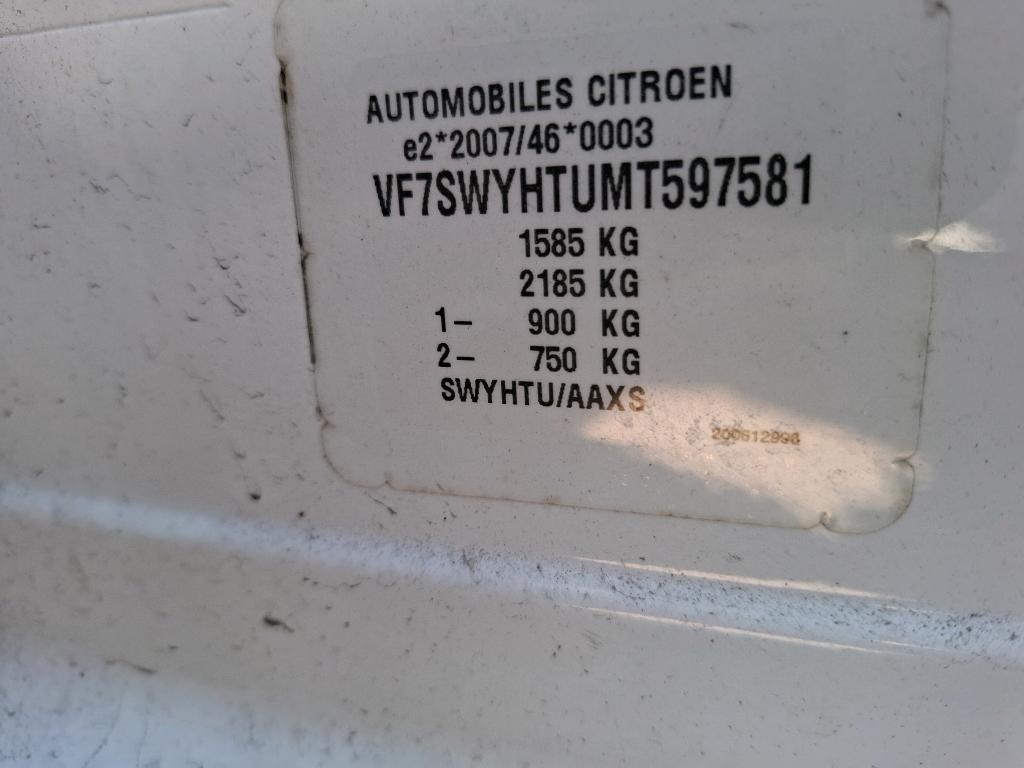 AUTOMOBILES CITROEN
e2*2007/46*0003
VF7SWYHTUMT597581
1585 KG
2185 KG
1– 900 KG
2– 750 KG
SWYHTU/AAXS